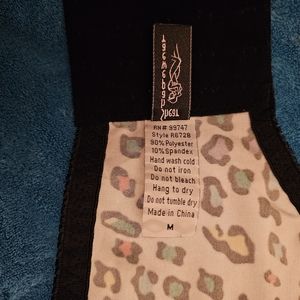 RN# 99747
Style R6728
90% Polyester
10% Spandex
Hand wash cold
Do not iron
Do not bleach
Hang to dry
Do not tumble dry
Made in China
M